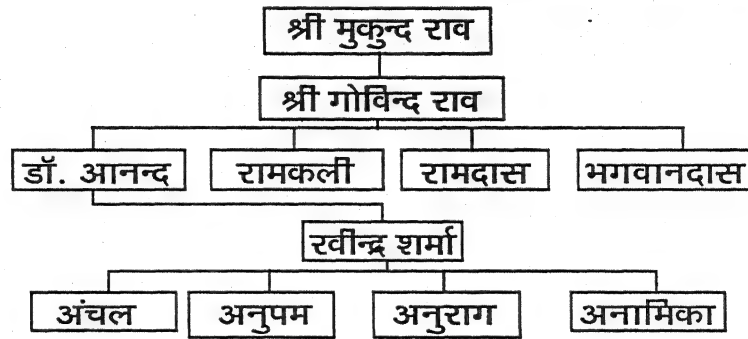 श्री मुकुन्द राव
श्री गोविन्द राव
डॉ. आनन्द रामकली रामदास भगवानदास
रवीन्द्र शर्मा
अंचल अनुपम अनुराग अनामिका